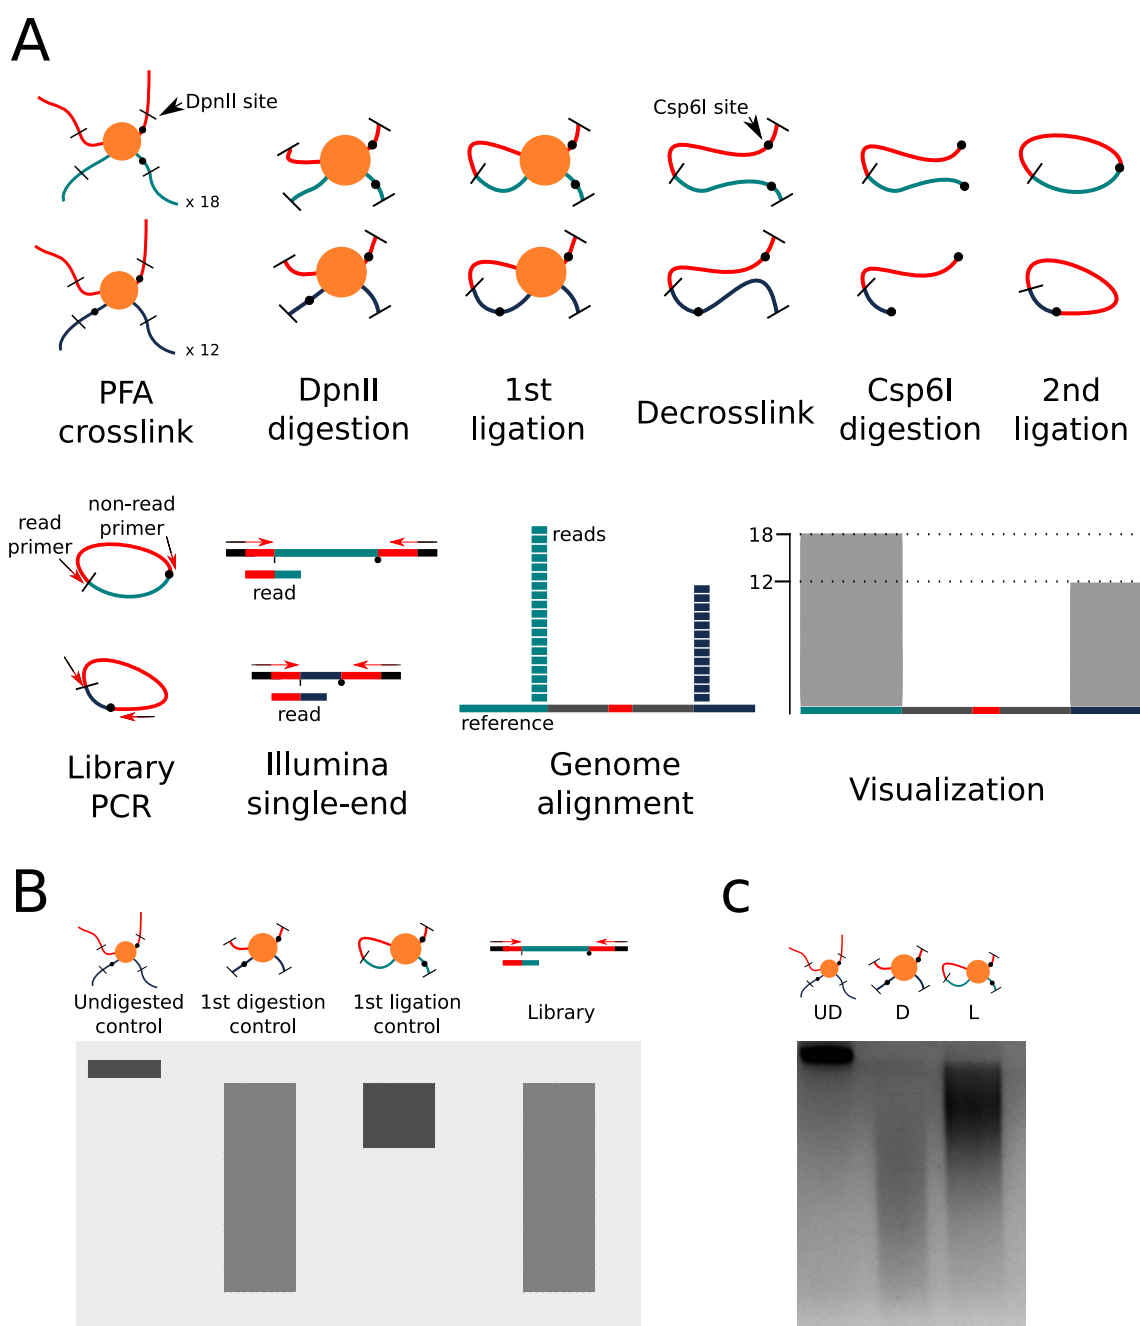 A
DpnII site
x 18
x 12
Csp6I site
PFA
crosslink
DpnII
digestion
1st
ligation
Decrosslink
Csp6I
digestion
2nd
ligation
read
primer
non-read
primer
read
read
reads
reference
18
12
Library
PCR
Illumina
single-end
Genome
alignment
Visualization
B
Undigested
control
1st digestion
control
1st ligation
control
Library
C
UD
D
L